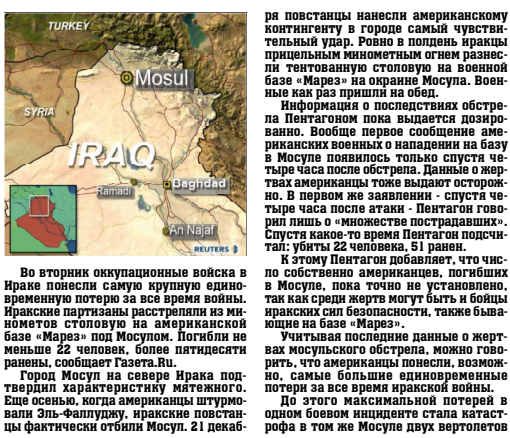 TURKEY
Mosul
SYRIA
IRAQ
Ramadi
Baghdad
An Najaf
REUTERS
Во вторник оккупационные войска в
Ираке понесли самую крупную едино-
временную потерю за все время войны.
Иракские партизаны расстреляли из ми-
нометов столовую на американской
базе «Марез» под Мосулом. Погибли не
меньше 22 человек, более пятидесяти
ранены, сообщает Газета.Ru.
Город Мосул на севере Ирака под-
твердил характеристику мятежного.
Еще осенью, когда американцы штурмо-
вали Эль-Фаллуджу, иракские повстан-
цы фактически отбили Мосул. 21 декаб-
ря повстанцы нанесли американскому
контингенту в городе самый чувстви-
тельный удар. Ровно в полдень иракцы
прицельным минометным огнем разнес-
ли тентованную столовую на военной
базе «Марез» на окраине Мосула. Воен-
ные как раз пришли на обед.
Информация о последствиях обстре-
ла Пентагоном пока выдается дозиро-
ванно. Вообще первое сообщение аме-
риканских военных о нападении на базу
в Мосуле появилось только спустя че-
тыре часа после обстрела. Данные о жер-
твах американцы тоже выдают осторож-
но. В первом же заявлении - спустя че-
тыре часа после атаки - Пентагон гово-
рил лишь о «множестве пострадавших».
Спустя какое-то время Пентагон подсчи-
тал: убиты 22 человека, 51 ранен.
К этому Пентагон добавляет, что чис-
ло собственно американцев, погибших
в Мосуле, пока точно не установлено,
так как среди жертв могут быть и бойцы
иракских сил безопасности, также быва-
ющие на базе «Марез».
Учитывая последние данные о жерт-
вах мосульского обстрела, можно гово-
рить, что американцы понесли, возмож-
но, самые большие единовременные
потери за все время иракской войны.
До этого максимальной потерей в
одном боевом инциденте стала катаст-
рофа в том же Мосуле двух вертолетов